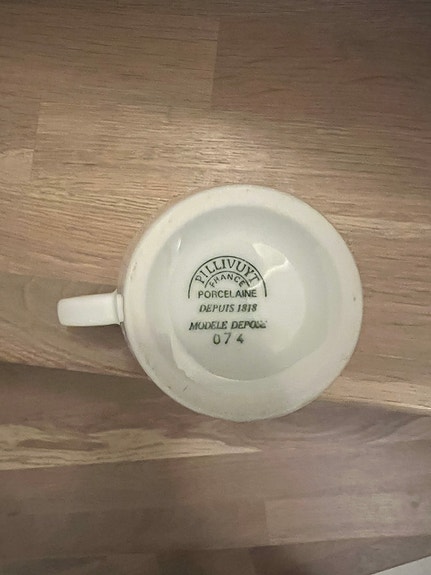 PILLIVUYT
FRANCE
PORCELAINE
DEPUIS 1818
MODELE DEPOSE
074